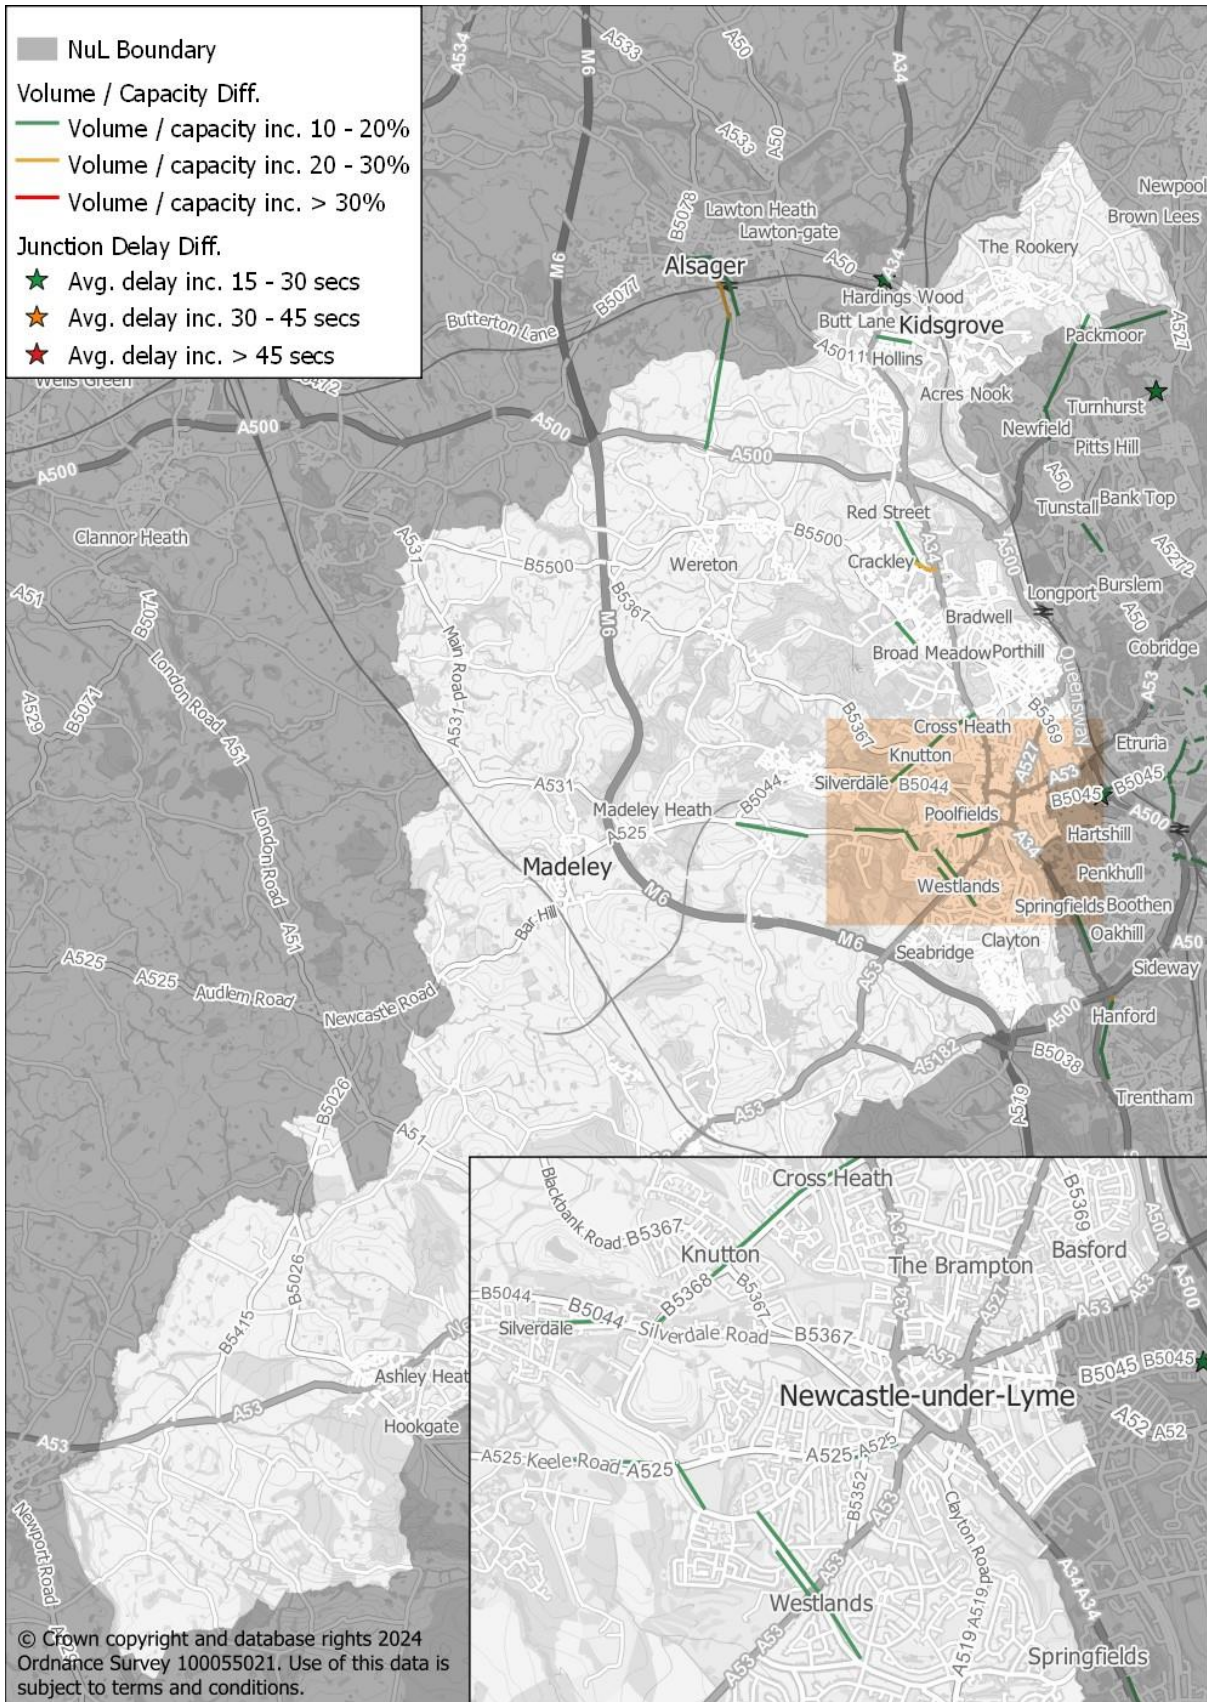 NuL Boundary
Volume / Capacity Diff.
Volume / capacity inc. 10 - 20%
Volume / capacity inc. 20 - 30%
Volume / capacity inc. > 30%
Junction Delay Diff.
Avg. delay inc. 15 - 30 secs
Avg. delay inc. 30 - 45 secs
Avg. delay inc. > 45 secs
A534
M6
A533
A50
A34
A533
A50
B5078
Lawton Heath
Lawton-gate
Newpool
Brown Lees
The Rookery
M6
Alsager
A50
A34
B5077
Hardings Wood
Butterton Lane
Butt Lane
Kidsgrove
Packmoor
A527
A5011
Hollins
Wells Green
Acres Nook
Turnhurst
A500
A500
Newfield
Pitts Hill
A500
A500
A50
Bank Top
Red Street
Tunstall
Clannor Heath
A531
B5500
A34
A500
A5272
B5500
Wereton
Crackley
Burslem
A51
B5071
B5367
Longport
A50
M6
Bradwell
Cobridge
London Road
Main Road
Broad Meadow
Porthill
Queensway
A53
A529
B5071
A51
A531
B5367
Cross Heath
B5369
Etruria
Knutton
A527
A53
B5045
Silverdale
B5044
B5045
A531
Madeley Heath
B5044
Poolfields
A500
London Road
A525
A34
Hartshill
Madeley
Westlands
Penkhull
M6
Springfields
Boothen
A51
Bar Hill
M6
Oakhill
A525
A525
Seabridge
Clayton
A50
Sideway
Audlem Road
Newcastle Road
A53
A500
Hanford
A5182
B5038
B5026
A519
Trentham
A51
A53
Blackbank Road
B5367
Cross Heath
B5369
A500
Knutton
A34
The Brampton
Basford
B5026
B5044
B5044
B5368
B5367
A34
A527
A53
A53
A500
B5415
Silverdale
Silverdale Road
B5367
A52
B5045
B5045
Ashley Heat
Newcastle-under-Lyme
A53
Hookgate
A52
A52
A53
A525
Keele Road
A525
A525
A525
B5352
A53
Clayton Road
Newport Road
A53
A34
A34
Westlands
A519
A519
A53
A53
Springfields
© Crown copyright and database rights 2024
Ordnance Survey 100055021. Use of this data is
subject to terms and conditions.